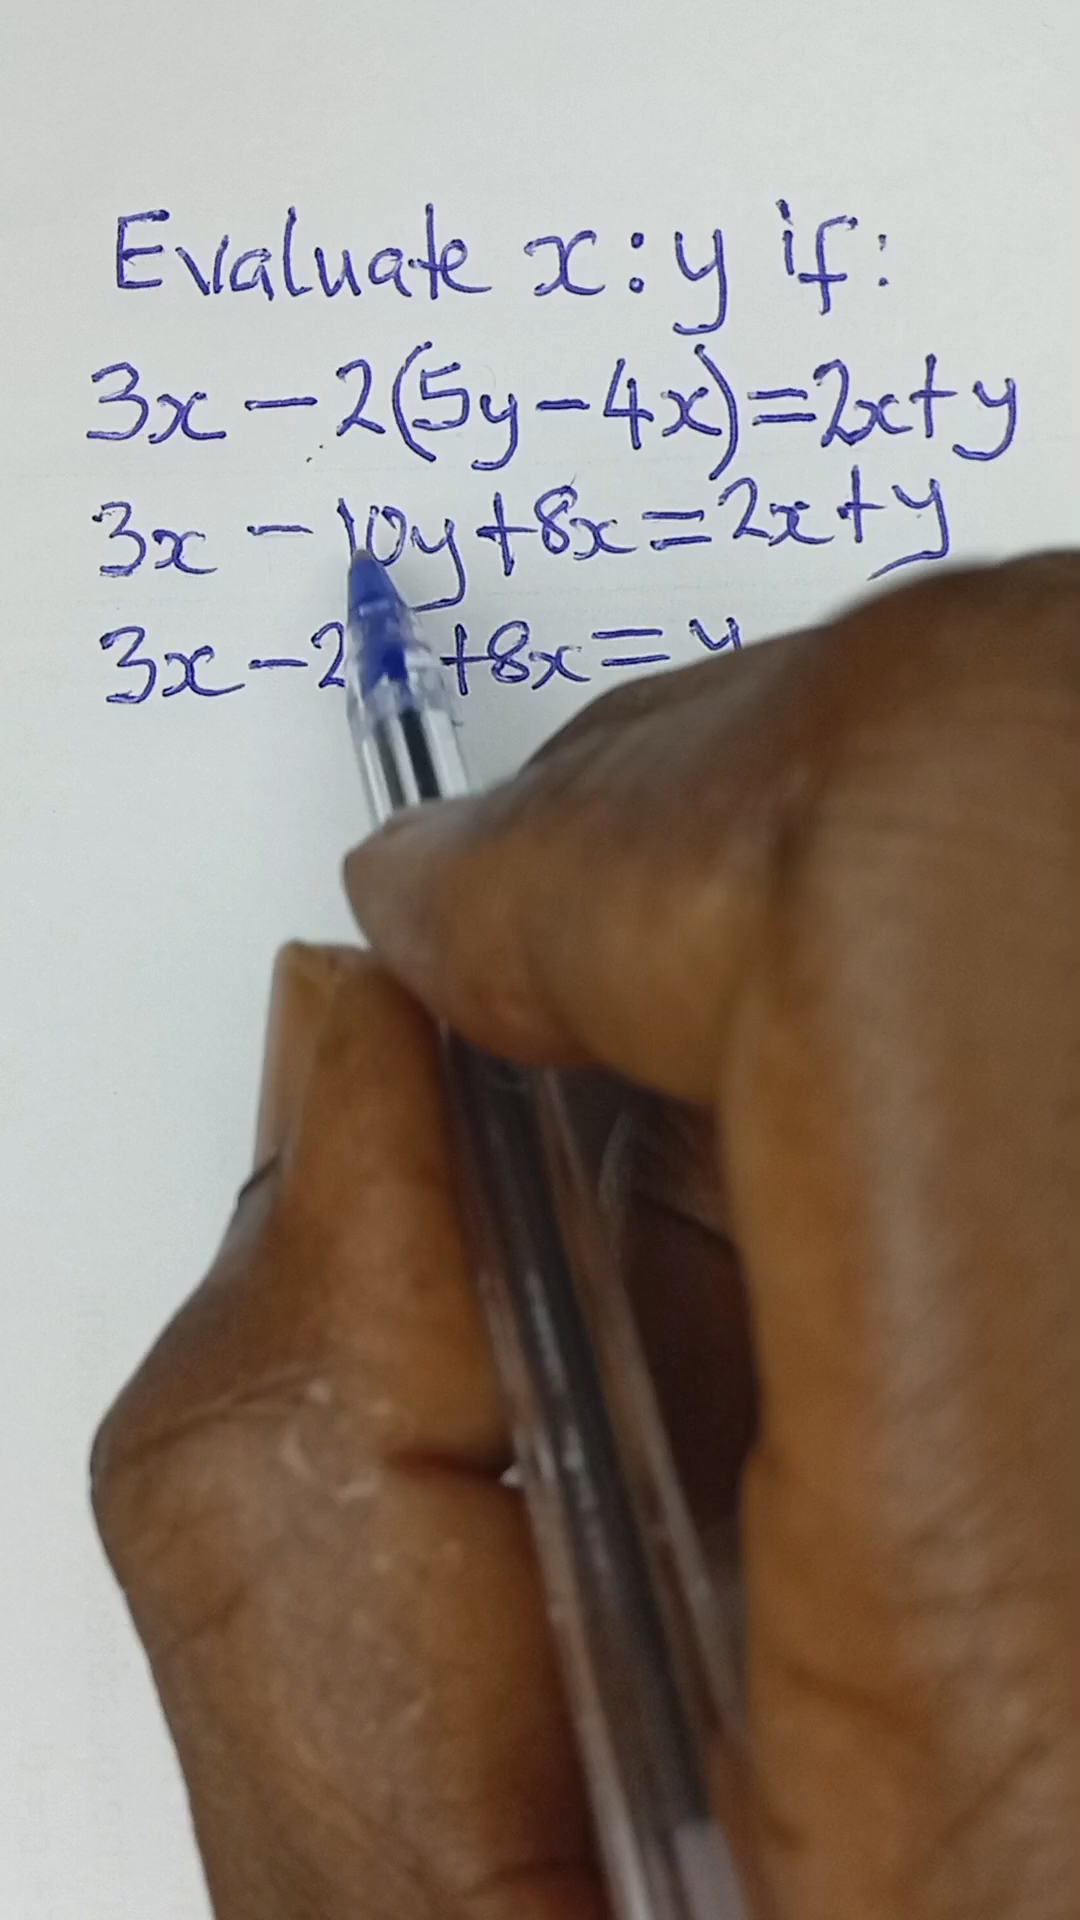 Evaluate x:y if:
3x - 2(5y - 4x) = 2x + y
3x - 10y + 8x = 2x + y
3x - 2 + 8x = y